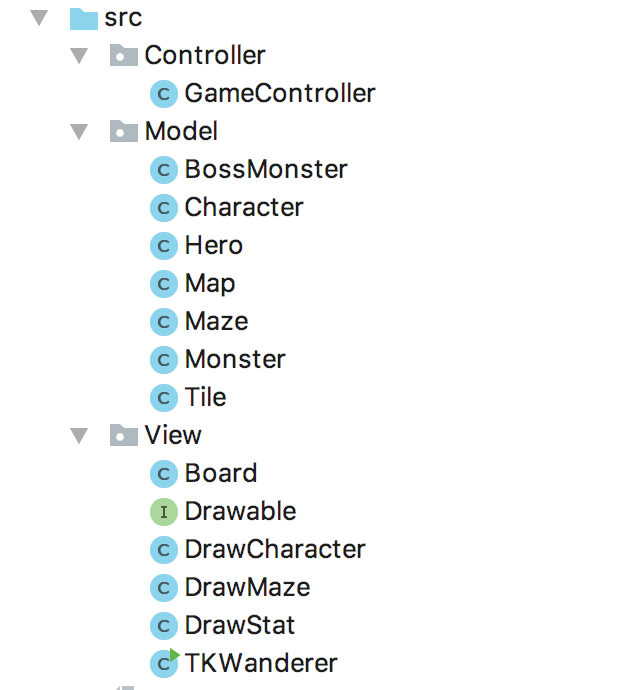 src
Controller
C GameController
Model
C BossMonster
C Character
C Hero
C Map
C Maze
C Monster
C Tile
View
C Board
I Drawable
C DrawCharacter
C DrawMaze
C DrawStat
C TKWanderer